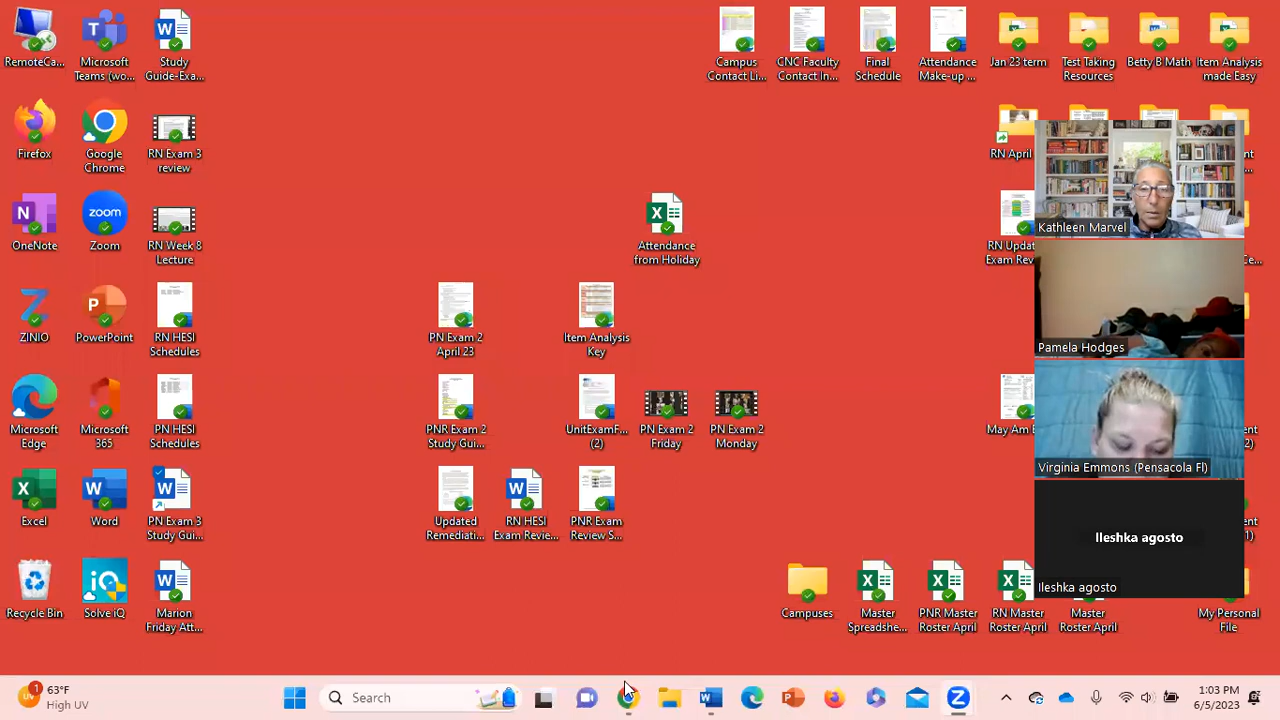 RemoteCa...
Microsoft
Teams (wo...
Study
Guide-Exa...
Campus
Contact Li...
CNC Faculty
Contact In...
Final
Schedule
Attendance
Make-up ...
Jan 23 term
Test Taking
Resources
Betty B Math
Item Analysis
made Easy
Firefox
Google
Chrome
RN Exam 3
review
RN April
Kathleen Marvel
OneNote
zoom
Zoom
RN Week 8
Lecture
Attendance
from Holiday
RN Updat
Exam Rev
ZINIO
PowerPoint
RN HESI
Schedules
PN Exam 2
April 23
Item Analysis
Key
Pamela Hodges
Microsoft
Edge
Microsoft
365
PN HESI
Schedules
PNR Exam 2
Study Gui...
UnitExamF...
(2)
PN Exam 2
Friday
PN Exam 2
Monday
May Am E
Virginia Emmons (Pensacola Fl)
Excel
Word
PN Exam 3
Study Gui...
Updated
Remediati...
RN HESI
Exam Revie...
PNR Exam
Review S...
Ileshka agosto
Ileshka agosto
Recycle Bin
iQ
Solve iQ
Marion
Friday Att...
Campuses
Master
Spreadshe...
PNR Master
Roster April
RN Master
Roster April
Master
Roster April
My Personal
File
1
63°F
High UV
Search
1:03 PM
6/5/2023